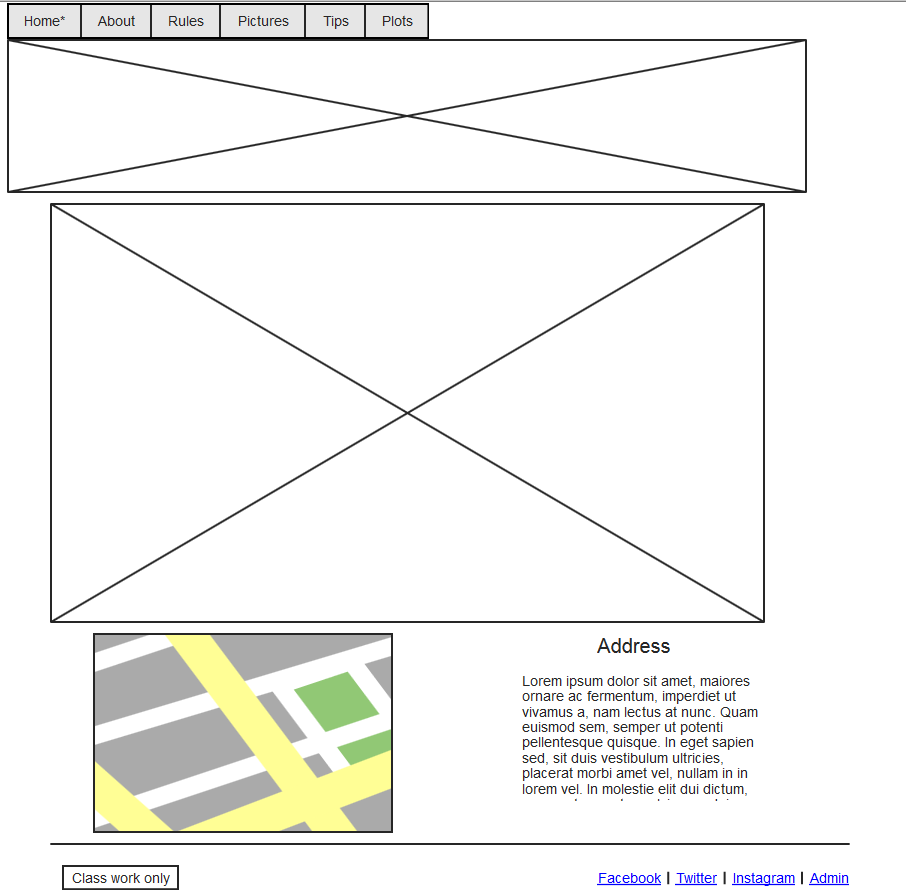 Home* About Rules Pictures Tips Plots
Address
Lorem ipsum dolor sit amet, maiores
ornare ac fermentum, imperdiet ut
vivamus a, nam lectus at nunc. Quam
euismod sem, semper ut potenti
pellentesque quisque. In eget sapien
sed, sit duis vestibulum ultricies,
placerat morbi amet vel, nullam in in
lorem vel. In molestie elit dui dictum,
Class work only
Facebook | Twitter | Instagram | Admin